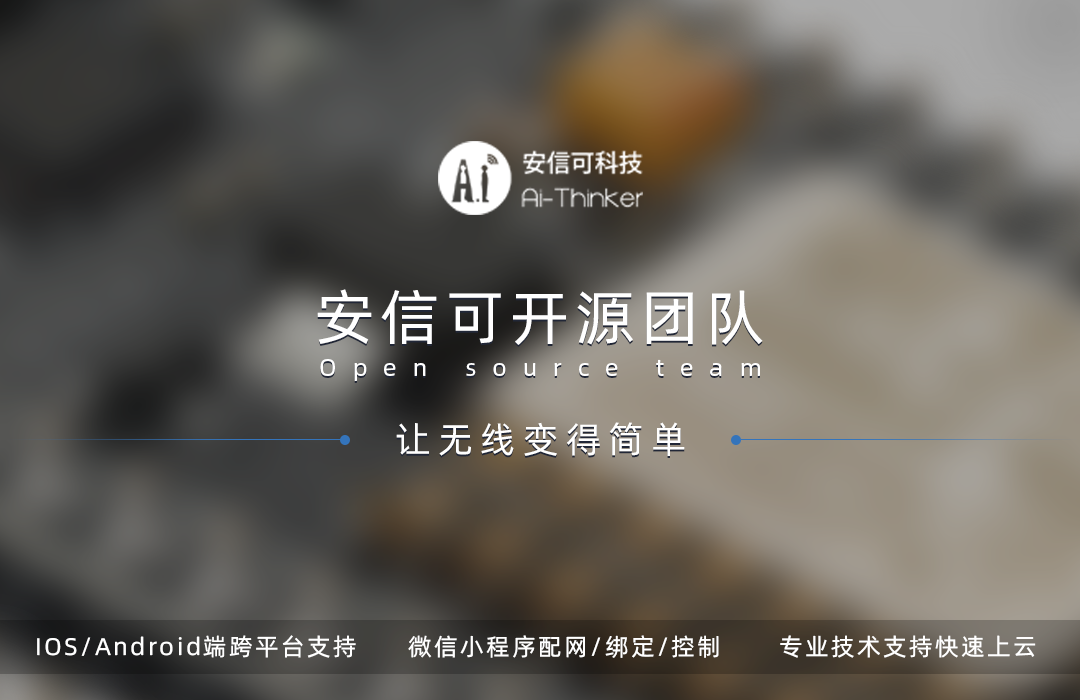 Ai
安信可科技
Ai-Thinker
安信可开源团队
Open source team
让无线变得简单
IOS/Android端跨平台支持 微信小程序配网/绑定/控制 专业技术支持快速上云